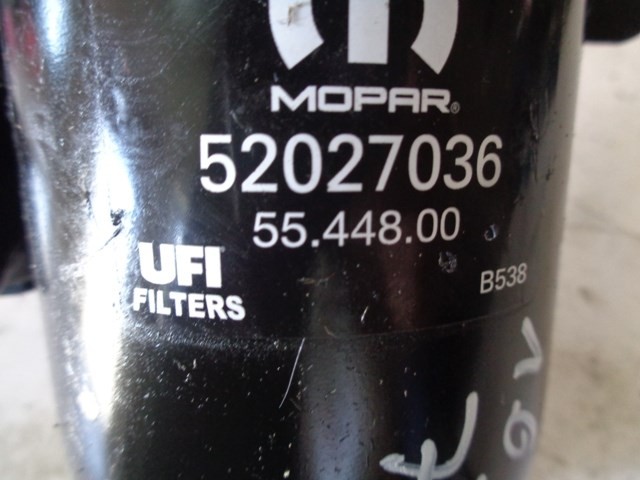 MOPAR®
52027036
55.448.00
UFI
FILTERS
B538